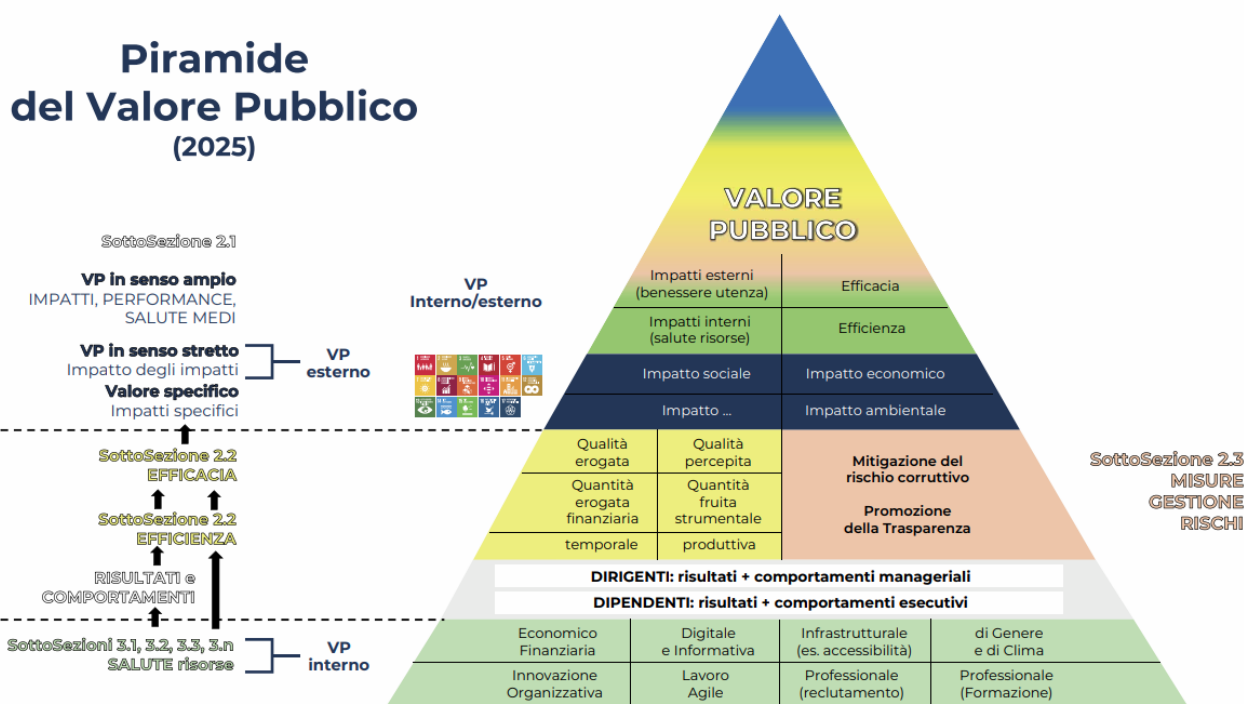 Piramide
del Valore Pubblico
(2025)
SottoSezione 2.1
VP in senso ampio
IMPATTI, PERFORMANCE,
SALUTE MEDI
VP in senso stretto
Impatto degli impatti
Valore specifico
Impatti specifici
VP
esterno
VP
Interno/esterno
SottoSezione 2.2
EFFICACIA
SottoSezione 2.2
EFFICIENZA
RISULTATI e
COMPORTAMENTI
SottoSezioni 3.1, 3.2, 3.3, 3.n
SALUTE risorse
VP
interno
VALORE
PUBBLICO
Impatti esterni
(benessere utenza)
Efficacia
Impatti interni
(salute risorse)
Efficienza
Impatto sociale
Impatto economico
Impatto ...
Impatto ambientale
Qualità
erogata
Qualità
percepita
Quantità
erogata
finanziaria
Quantità
fruita
strumentale
temporale
produttiva
Mitigazione del
rischio corruttivo
Promozione
della Trasparenza
SottoSezione 2.3
MISURE
GESTIONE
RISCHI
DIRIGENTI: risultati + comportamenti manageriali
DIPENDENTI: risultati + comportamenti esecutivi
Economico
Finanziaria
Digitale
e Informativa
Infrastrutturale
(es. accessibilità)
di Genere
e di Clima
Innovazione
Organizzativa
Lavoro
Agile
Professionale
(reclutamento)
Professionale
(Formazione)